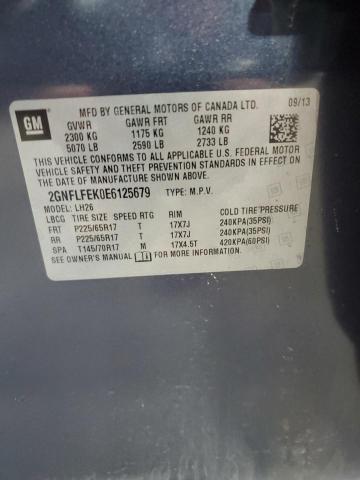 GM
MFD BY GENERAL MOTORS OF CANADA LTD. 09/13
GVWR GAWR FRT GAWR RR
2300 KG 1175 KG 1240 KG
5070 LB 2590 LB 2733 LB
THIS VEHICLE CONFORMS TO ALL APPLICABLE U.S. FEDERAL MOTOR
VEHICLE SAFETY AND THEFT PREVENTION STANDARDS IN EFFECT ON
THE DATE OF MANUFACTURE SHOWN ABOVE.
2GNFLFEK0E6125679 TYPE: M.P.V.
MODEL: LH26
LBCG TIRE SIZE SPEED RTG RIM COLD TIRE PRESSURE
FRT P225/65R17 T 17X7J 240KPA(35PSI)
RR P225/65R17 T 17X7J 240KPA(35PSI)
SPA T145/70R17 M 17X4.5T 420KPA(60PSI)
SEE OWNER'S MANUAL FOR MORE INFORMATION.